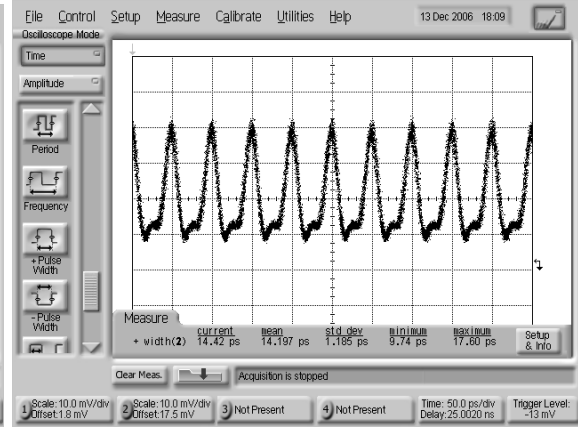 File Control Setup Measure Calibrate Utilities Help 13 Dec 2006 18:09
Oscilloscope Mode
Time
Amplitude
Period
Frequency
+ Pulse
Width
- Pulse
Width
Measure
current mean std dev minimum maximum
+ width(2) 14.42 ps 14.197 ps 1.185 ps 9.74 ps 17.60 ps
Setup
& Info
Clear Meas. Acquisition is stopped
1 Scale: 10.0 mV/div
Offset: 1.8 mV
2 Scale: 10.0 mV/div
Offset: 17.5 mV
3 Not Present
4 Not Present
Time: 50.0 ps/div
Delay: 25.0020 ns
Trigger Level:
-13 mV